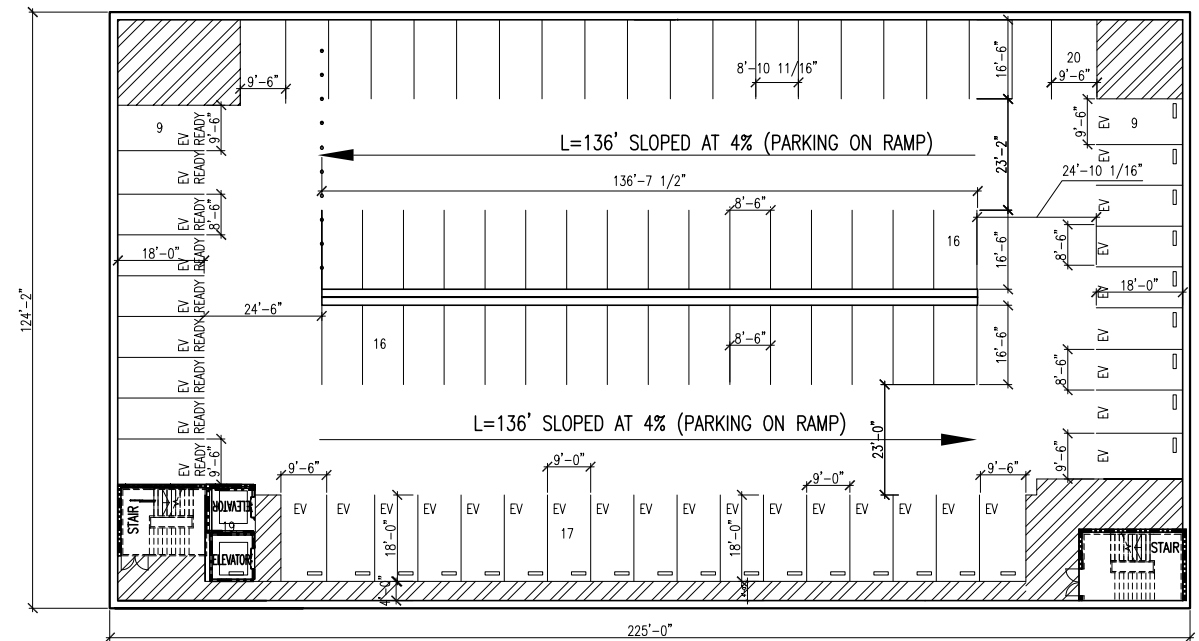 20
9'-6"
8'-10 11/16"
16'-6"
9'-6"
9
EV READY
9'-6"
EV READY
EV READY
8'-6"
EV READY
18'-0"
EV READY
EV READY
EV READY
EV READY
EV READY
9'-6"
L=136' SLOPED AT 4% (PARKING ON RAMP)
23'-2"
136'-7 1/2"
24'-10 1/16"
8'-6"
16
16'-6"
24'-6"
16
8'-6"
16'-6"
L=136' SLOPED AT 4% (PARKING ON RAMP)
23'-0"
EV
9
9'-6"
EV
EV
EV
8'-6"
EV
18'-0"
EV
EV
8'-6"
EV
EV
9'-6"
9'-6"
9'-0"
9'-0"
9'-6"
EV EV EV EV EV EV EV EV EV EV EV EV EV EV EV EV EV
18'-0"
17
18'-0"
4'-0"
STAIR
ELEVATOR
19
ELEVATOR
STAIR
124'-2"
225'-0"